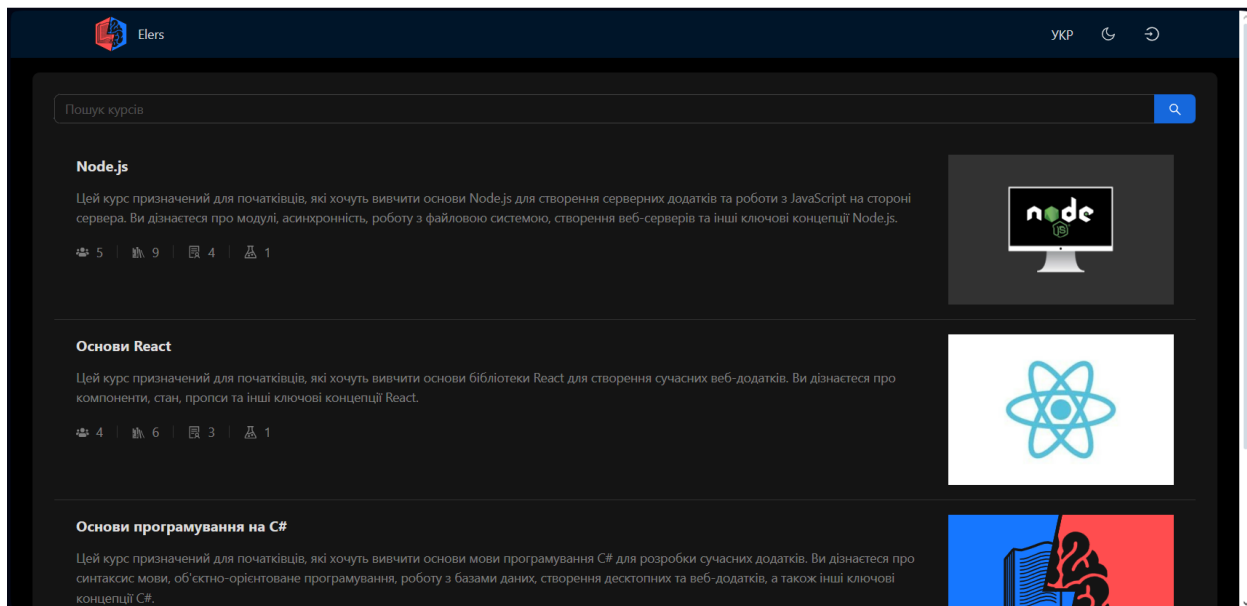 Elers
УКР
Пошук курсів
Node.js
Цей курс призначений для початківців, які хочуть вивчити основи Node.js для створення серверних додатків та роботи з JavaScript на стороні
сервера. Ви дізнаєтеся про модулі, асинхронність, роботу з файловою системою, створення веб-серверів та інші ключові концепції Node.js.
5 9 4 1
node
JS
Основи React
Цей курс призначений для початківців, які хочуть вивчити основи бібліотеки React для створення сучасних веб-додатків. Ви дізнаєтеся про
компоненти, стан, пропси та інші ключові концепції React.
4 6 3 1
Основи програмування на C#
Цей курс призначений для початківців, які хочуть вивчити основи мови програмування C# для розробки сучасних додатків. Ви дізнаєтеся про
синтаксис мови, об'єктно-орієнтоване програмування, роботу з базами даних, створення десктопних та веб-додатків, а також інші ключові
концепції C#.